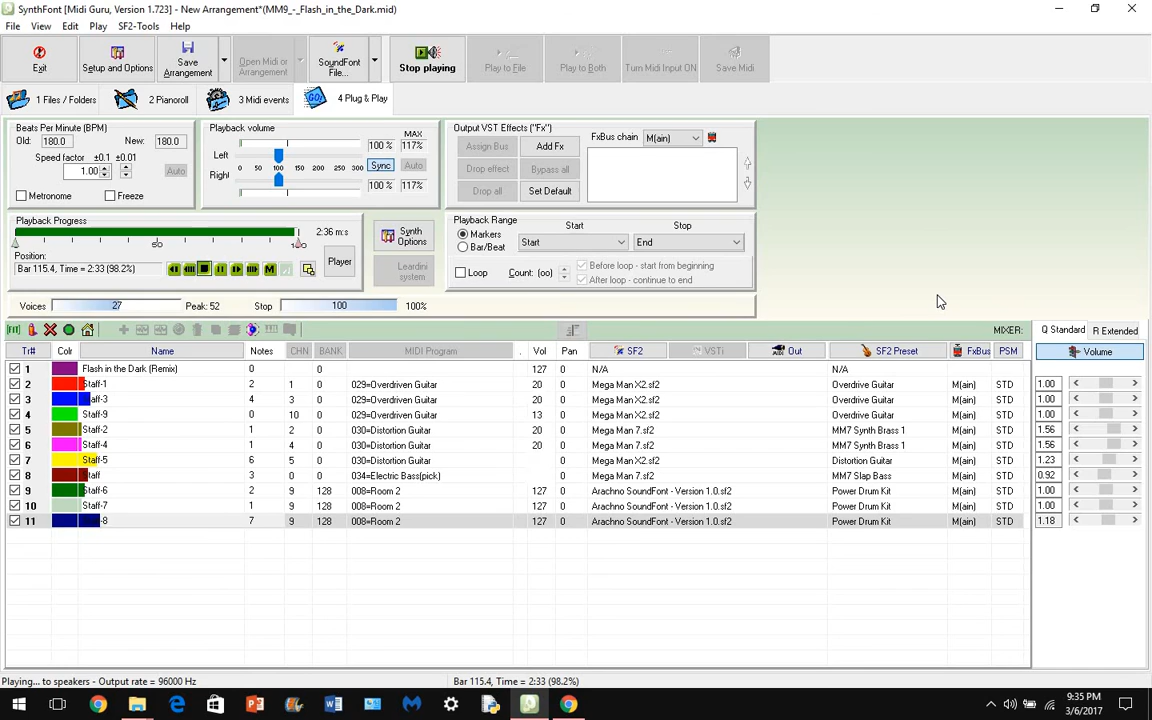 SynthFont [Midi Guru, Version 1.723] - New Arrangement*(MM9_-_Flash_in_the_Dark.mid)
File View Edit Play SF2-Tools Help
Exit
Setup and Options
Save Arrangement
Open Midi or Arrangement
SoundFont File...
Stop playing
Play to File
Play to Both
Turn Midi Input ON
Save Midi
1 Files / Folders
2 Pianoroll
3 Midi events
4 Plug & Play
Beats Per Minute (BPM)
Old: 180.0 New: 180.0
Speed factor ±0.1 ±0.01
1.00 Auto
Metronome Freeze
Playback volume
MAX
Left 100 % 117%
0 50 100 150 200 250 300 Sync Auto
Right 100 % 117%
Output VST Effects ("Fx")
FxBus chain M(ain)
Assign Bus Add Fx
Drop effect Bypass all
Drop all Set Default
Playback Progress
2:36 m:s
50 100
Position:
Bar 115.4, Time = 2:33 (98.2%)
M
Player
Synth Options
Leardini system
Playback Range
Start Stop
Markers
Start End
Bar/Beat
Loop Count: (oo)
Before loop - start from beginning
After loop - continue to end
Voices 27 Peak: 52 Stop 100 100%
MIXER: Q Standard R Extended
Tr# Colr Name Notes CHN BANK MIDI Program . Vol Pan SF2 VSTi Out SF2 Preset FxBus PSM Volume
1 Flash in the Dark (Remix) 0 0 127 N/A N/A
2 Staff-1 2 1 0 029=Overdriven Guitar 20 0 Mega Man X2.sf2 Overdrive Guitar M(ain) STD 1.00
3 Staff-3 4 3 0 029=Overdriven Guitar 20 0 Mega Man X2.sf2 Overdrive Guitar M(ain) STD 1.00
4 Staff-9 0 10 0 029=Overdriven Guitar 13 0 Mega Man X2.sf2 Overdrive Guitar M(ain) STD 1.00
5 Staff-2 1 2 0 030=Distortion Guitar 20 0 Mega Man 7.sf2 MM7 Synth Brass 1 M(ain) STD 1.56
6 Staff-4 1 4 0 030=Distortion Guitar 20 0 Mega Man 7.sf2 MM7 Synth Brass 1 M(ain) STD 1.56
7 Staff-5 6 5 0 030=Distortion Guitar 0 Mega Man X2.sf2 Distortion Guitar M(ain) STD 1.23
8 Staff 3 0 034=Electric Bass(pick) 0 Mega Man 7.sf2 MM7 Slap Bass M(ain) STD 0.92
9 Staff-6 2 9 128 008=Room 2 127 0 Arachno SoundFont - Version 1.0.sf2 Power Drum Kit M(ain) STD 1.00
10 Staff-7 1 9 128 008=Room 2 127 0 Arachno SoundFont - Version 1.0.sf2 Power Drum Kit M(ain) STD 1.00
11 Staff-8 7 9 128 008=Room 2 127 0 Arachno SoundFont - Version 1.0.sf2 Power Drum Kit M(ain) STD 1.18
Playing... to speakers - Output rate = 96000 Hz
Bar 115.4, Time = 2:33 (98.2%)
9:35 PM
3/6/2017